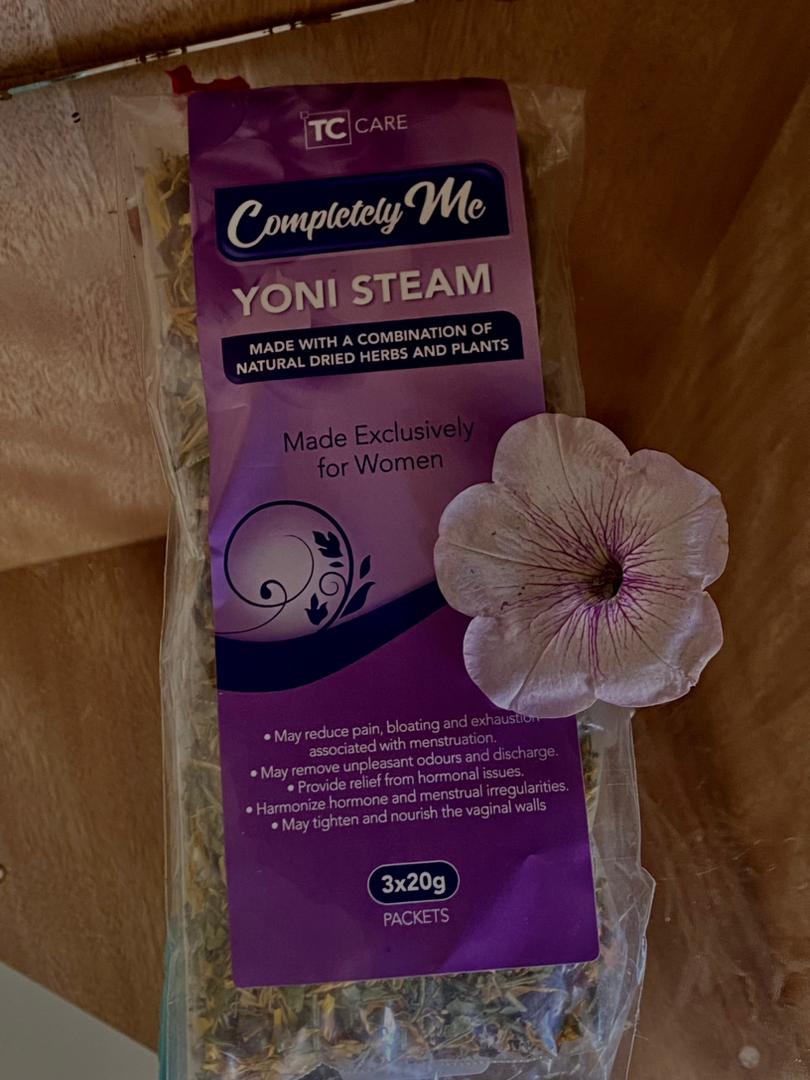 TC CARE
Completely Me
YONI STEAM
MADE WITH A COMBINATION OF
NATURAL DRIED HERBS AND PLANTS
Made Exclusively
for Women
• May reduce pain, bloating and exhaustion
associated with menstruation.
• May remove unpleasant odours and discharge.
• Provide relief from hormonal issues.
• Harmonize hormone and menstrual irregularities.
• May tighten and nourish the vaginal walls
3x20g
PACKETS